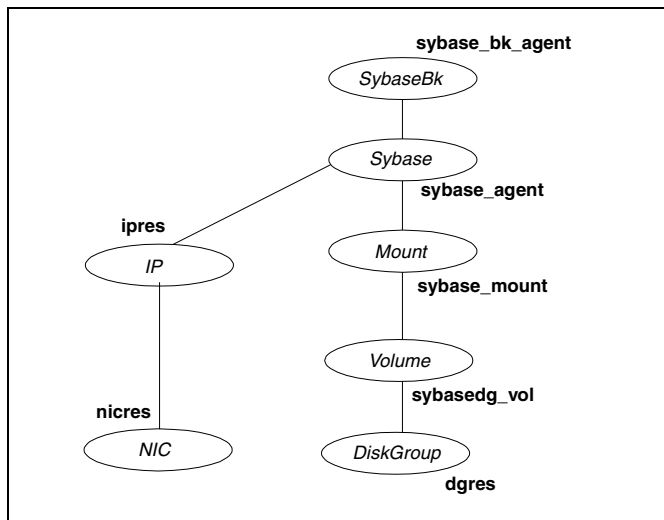 sybase_bk_agent
SybaseBk
Sybase
sybase_agent
ipres
IP
Mount
sybase_mount
Volume
sybasedg_vol
nicres
NIC
DiskGroup
dgres